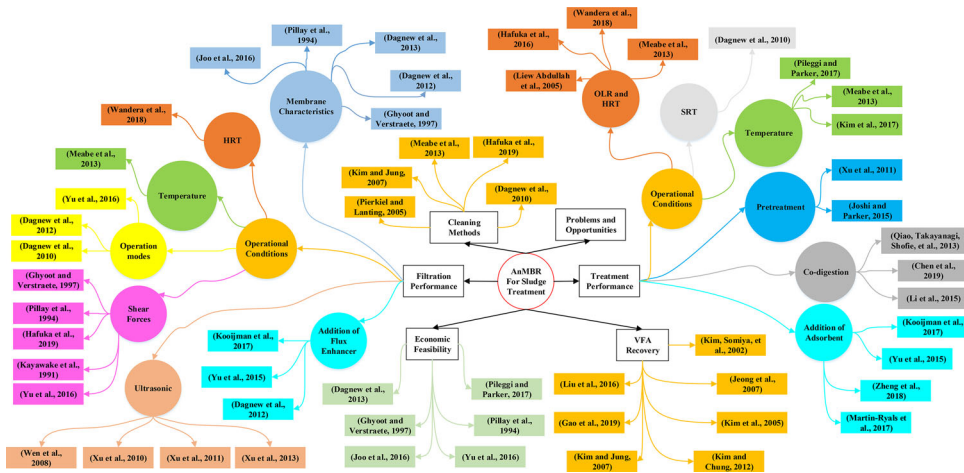 (Joo et al., 2016)
(Pillay et al.,
1994)
(Dagnew et al.,
2013)
(Dagnew et al.,
2012)
(Ghyoot and
Verstraete, 1997)
Membrane
Characteristics
(Wandera et al.,
2018)
HRT
(Meabe et al.,
2013)
Temperature
(Yu et al., 2016)
(Dagnew et al.,
2012)
(Dagnew et al.,
2010)
Operation
modes
Operational
Conditions
(Ghyoot and
Verstraete, 1997)
(Pillay et al.,
1994)
(Hafuka et al.,
2019)
(Kayawake et al.,
1991)
(Yu et al., 2016)
Shear
Forces
Ultrasonic
(Wen et al.,
2008)
(Xu et al., 2010)
(Xu et al., 2011)
(Xu et al., 2013)
(Kooijman et al.,
2017)
(Yu et al., 2015)
(Dagnew et al.,
2012)
Addition of
Flux
Enhancer
Filtration
Performance
(Meabe et al.,
2013)
(Hafuka et al.,
2019)
(Kim and Jung,
2007)
(Pierkiel and
Lanting, 2005)
(Dagnew et al.,
2010)
Cleaning
Methods
Problems and
Opportunities
AnMBR
For Sludge
Treatment
Treatment
Performance
Economic
Feasibility
(Dagnew et al.,
2013)
(Pileggi and
Parker, 2017)
(Ghyoot and
Verstraete, 1997)
(Pillay et al.,
1994)
(Joo et al., 2016)
(Yu et al., 2016)
VFA
Recovery
(Kim, Somiya, et
al., 2002)
(Liu et al., 2016)
(Jeong et al.,
2007)
(Gao et al., 2019)
(Kim et al., 2005)
(Kim and Jung,
2007)
(Kim and
Chung, 2012)
(Hafuka et al.,
2016)
(Wandera et al.,
2018)
(Meabe et al.,
2013)
(Liew Abdullah
et al., 2005)
OLR and
HRT
(Dagnew et al., 2010)
SRT
(Pileggi and
Parker, 2017)
(Meabe et al.,
2013)
(Kim et al., 2017)
Temperature
Operational
Conditions
Pretreatment
(Xu et al., 2011)
(Joshi and
Parker, 2015)
Co-digestion
(Qiao, Takayanagi,
Shofie, et al., 2013)
(Chen et al.,
2019)
(Li et al., 2015)
Addition of
Adsorbent
(Kooijman et al.,
2017)
(Yu et al., 2015)
(Zheng et al.,
2018)
(Martin-Ryals et
al., 2017)